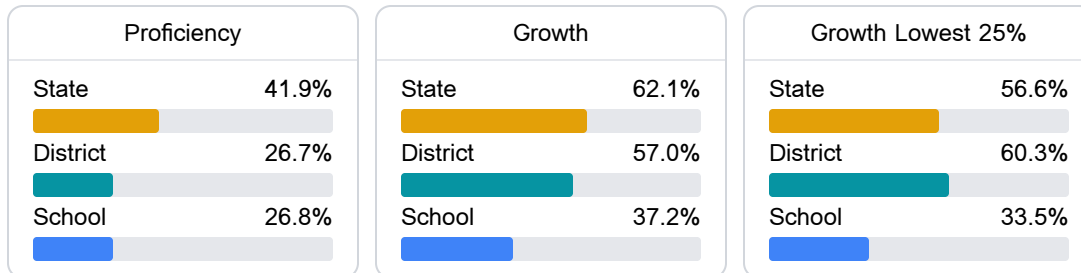 Proficiency
State 41.9%
District 26.7%
School 26.8%
Growth
State 62.1%
District 57.0%
School 37.2%
Growth Lowest 25%
State 56.6%
District 60.3%
School 33.5%